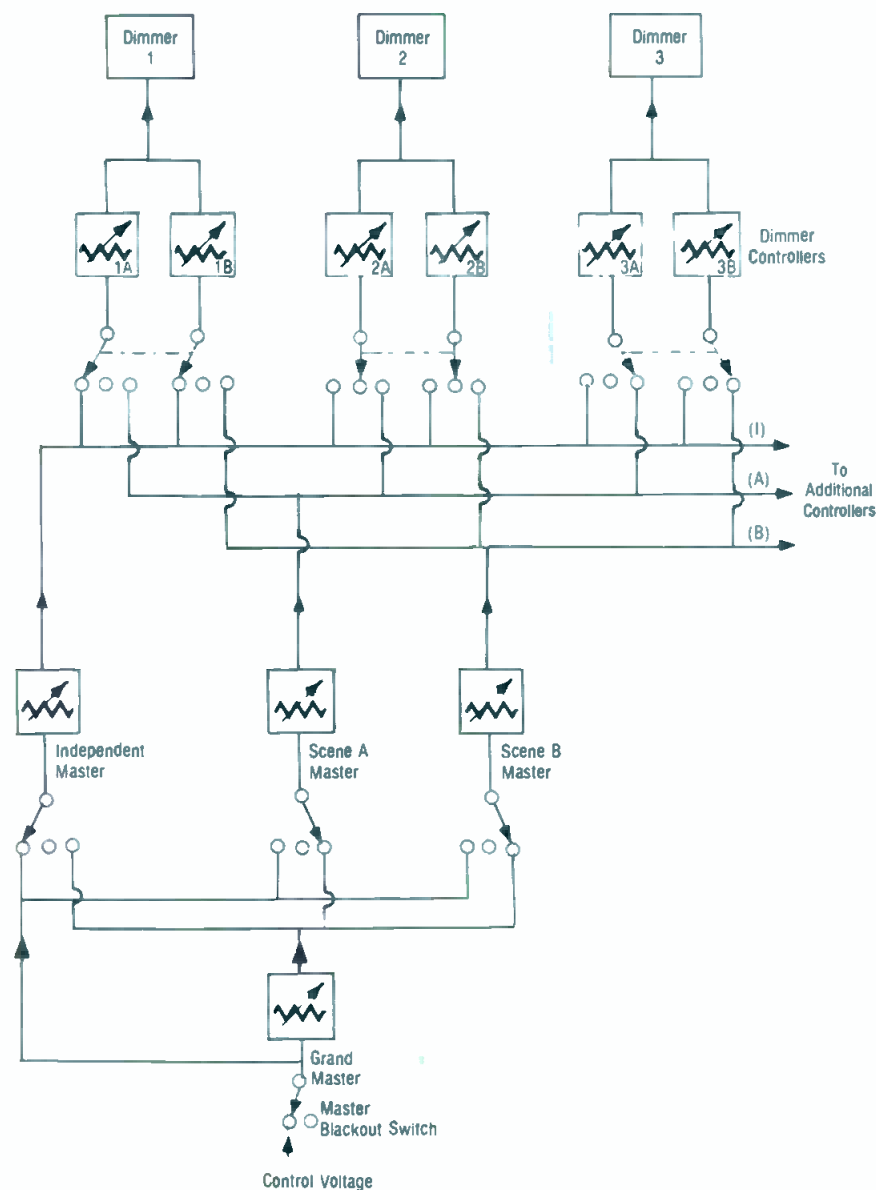 Dimmer
1
Dimmer
2
Dimmer
3
1A
1B
2A
2B
3A
3B
Dimmer
Controllers
(I)
(A)
(B)
To
Additional
Controllers
Independent
Master
Scene A
Master
Scene B
Master
Grand
Master
Master
Blackout Switch
Control Voltage